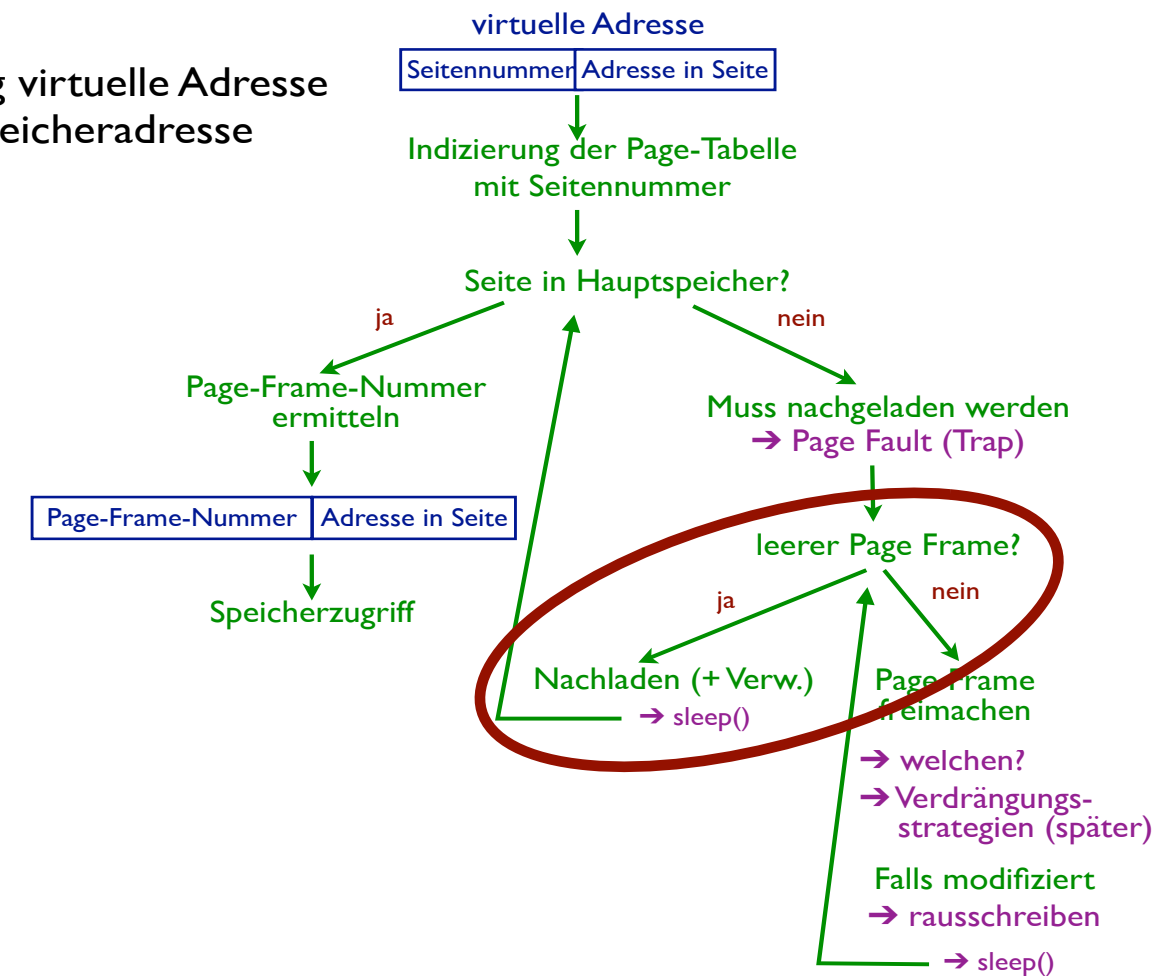 virtuelle Adresse
Seitennummer Adresse in Seite
g virtuelle Adresse
eicheradresse
Indizierung der Page-Tabelle
mit Seitennummer
Seite in Hauptspeicher?
ja
nein
Page-Frame-Nummer
ermitteln
Muss nachgeladen werden
➔ Page Fault (Trap)
Page-Frame-Nummer Adresse in Seite
Speicherzugriff
leerer Page Frame?
ja
nein
Nachladen (+ Verw.)
➔ sleep()
Page Frame
freimachen
➔ welchen?
➔ Verdrängungs-
strategien (später)
Falls modifiziert
➔ rausschreiben
➔ sleep()